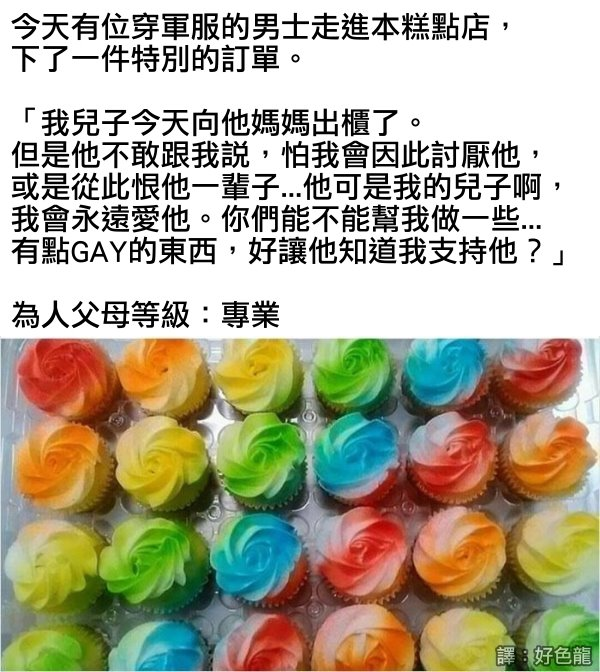 今天有位穿軍服的男士走進本糕點店，
下了一件特別的訂單。
「我兒子今天向他媽媽出櫃了。
但是他不敢跟我說，怕我會因此討厭他，
或是從此恨他一輩子...他可是我的兒子啊，
我會永遠愛他。你們能不能幫我做一些...
有點GAY的東西，好讓他知道我支持他？」
為人父母等級：專業
譯：好色龍